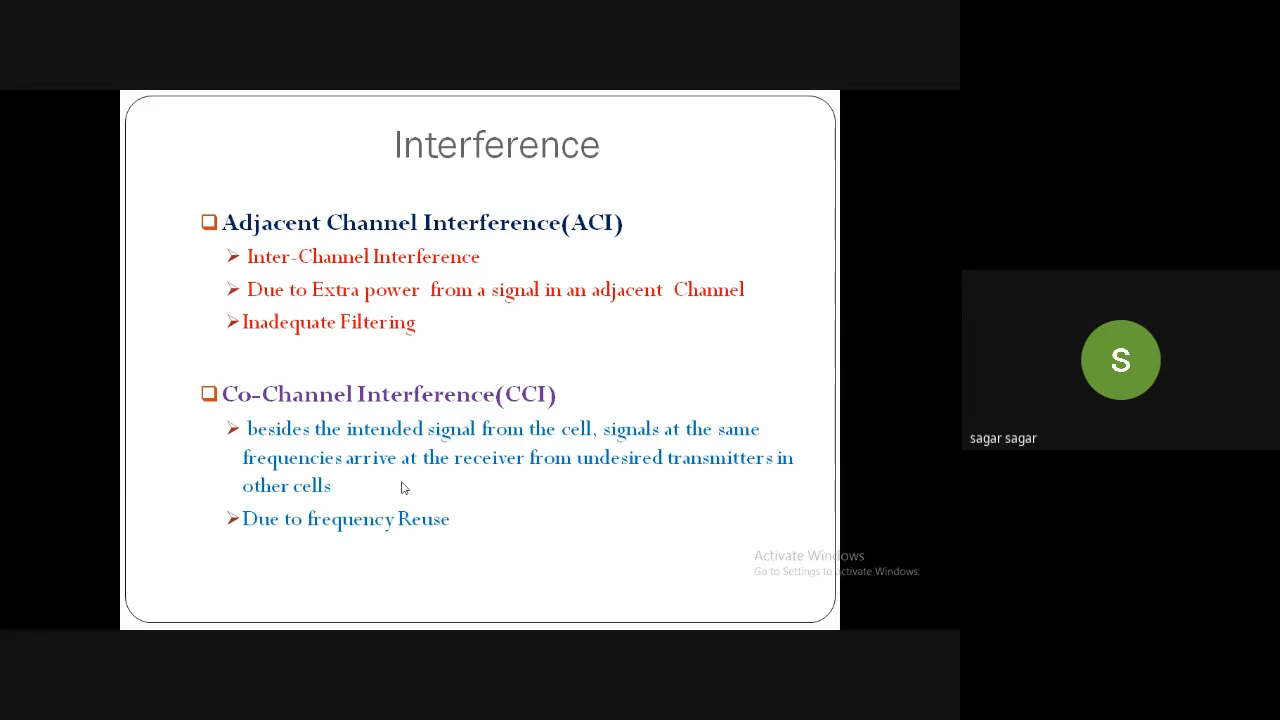 Interference
Adjacent Channel Interference(ACI)
Inter-Channel Interference
Due to Extra power from a signal in an adjacent Channel
Inadequate Filtering
Co-Channel Interference(CCI)
besides the intended signal from the cell, signals at the same
frequencies arrive at the receiver from undesired transmitters in
other cells
Due to frequency Reuse
Activate Windows
Go to Settings to activate Windows.
S
sagar sagar